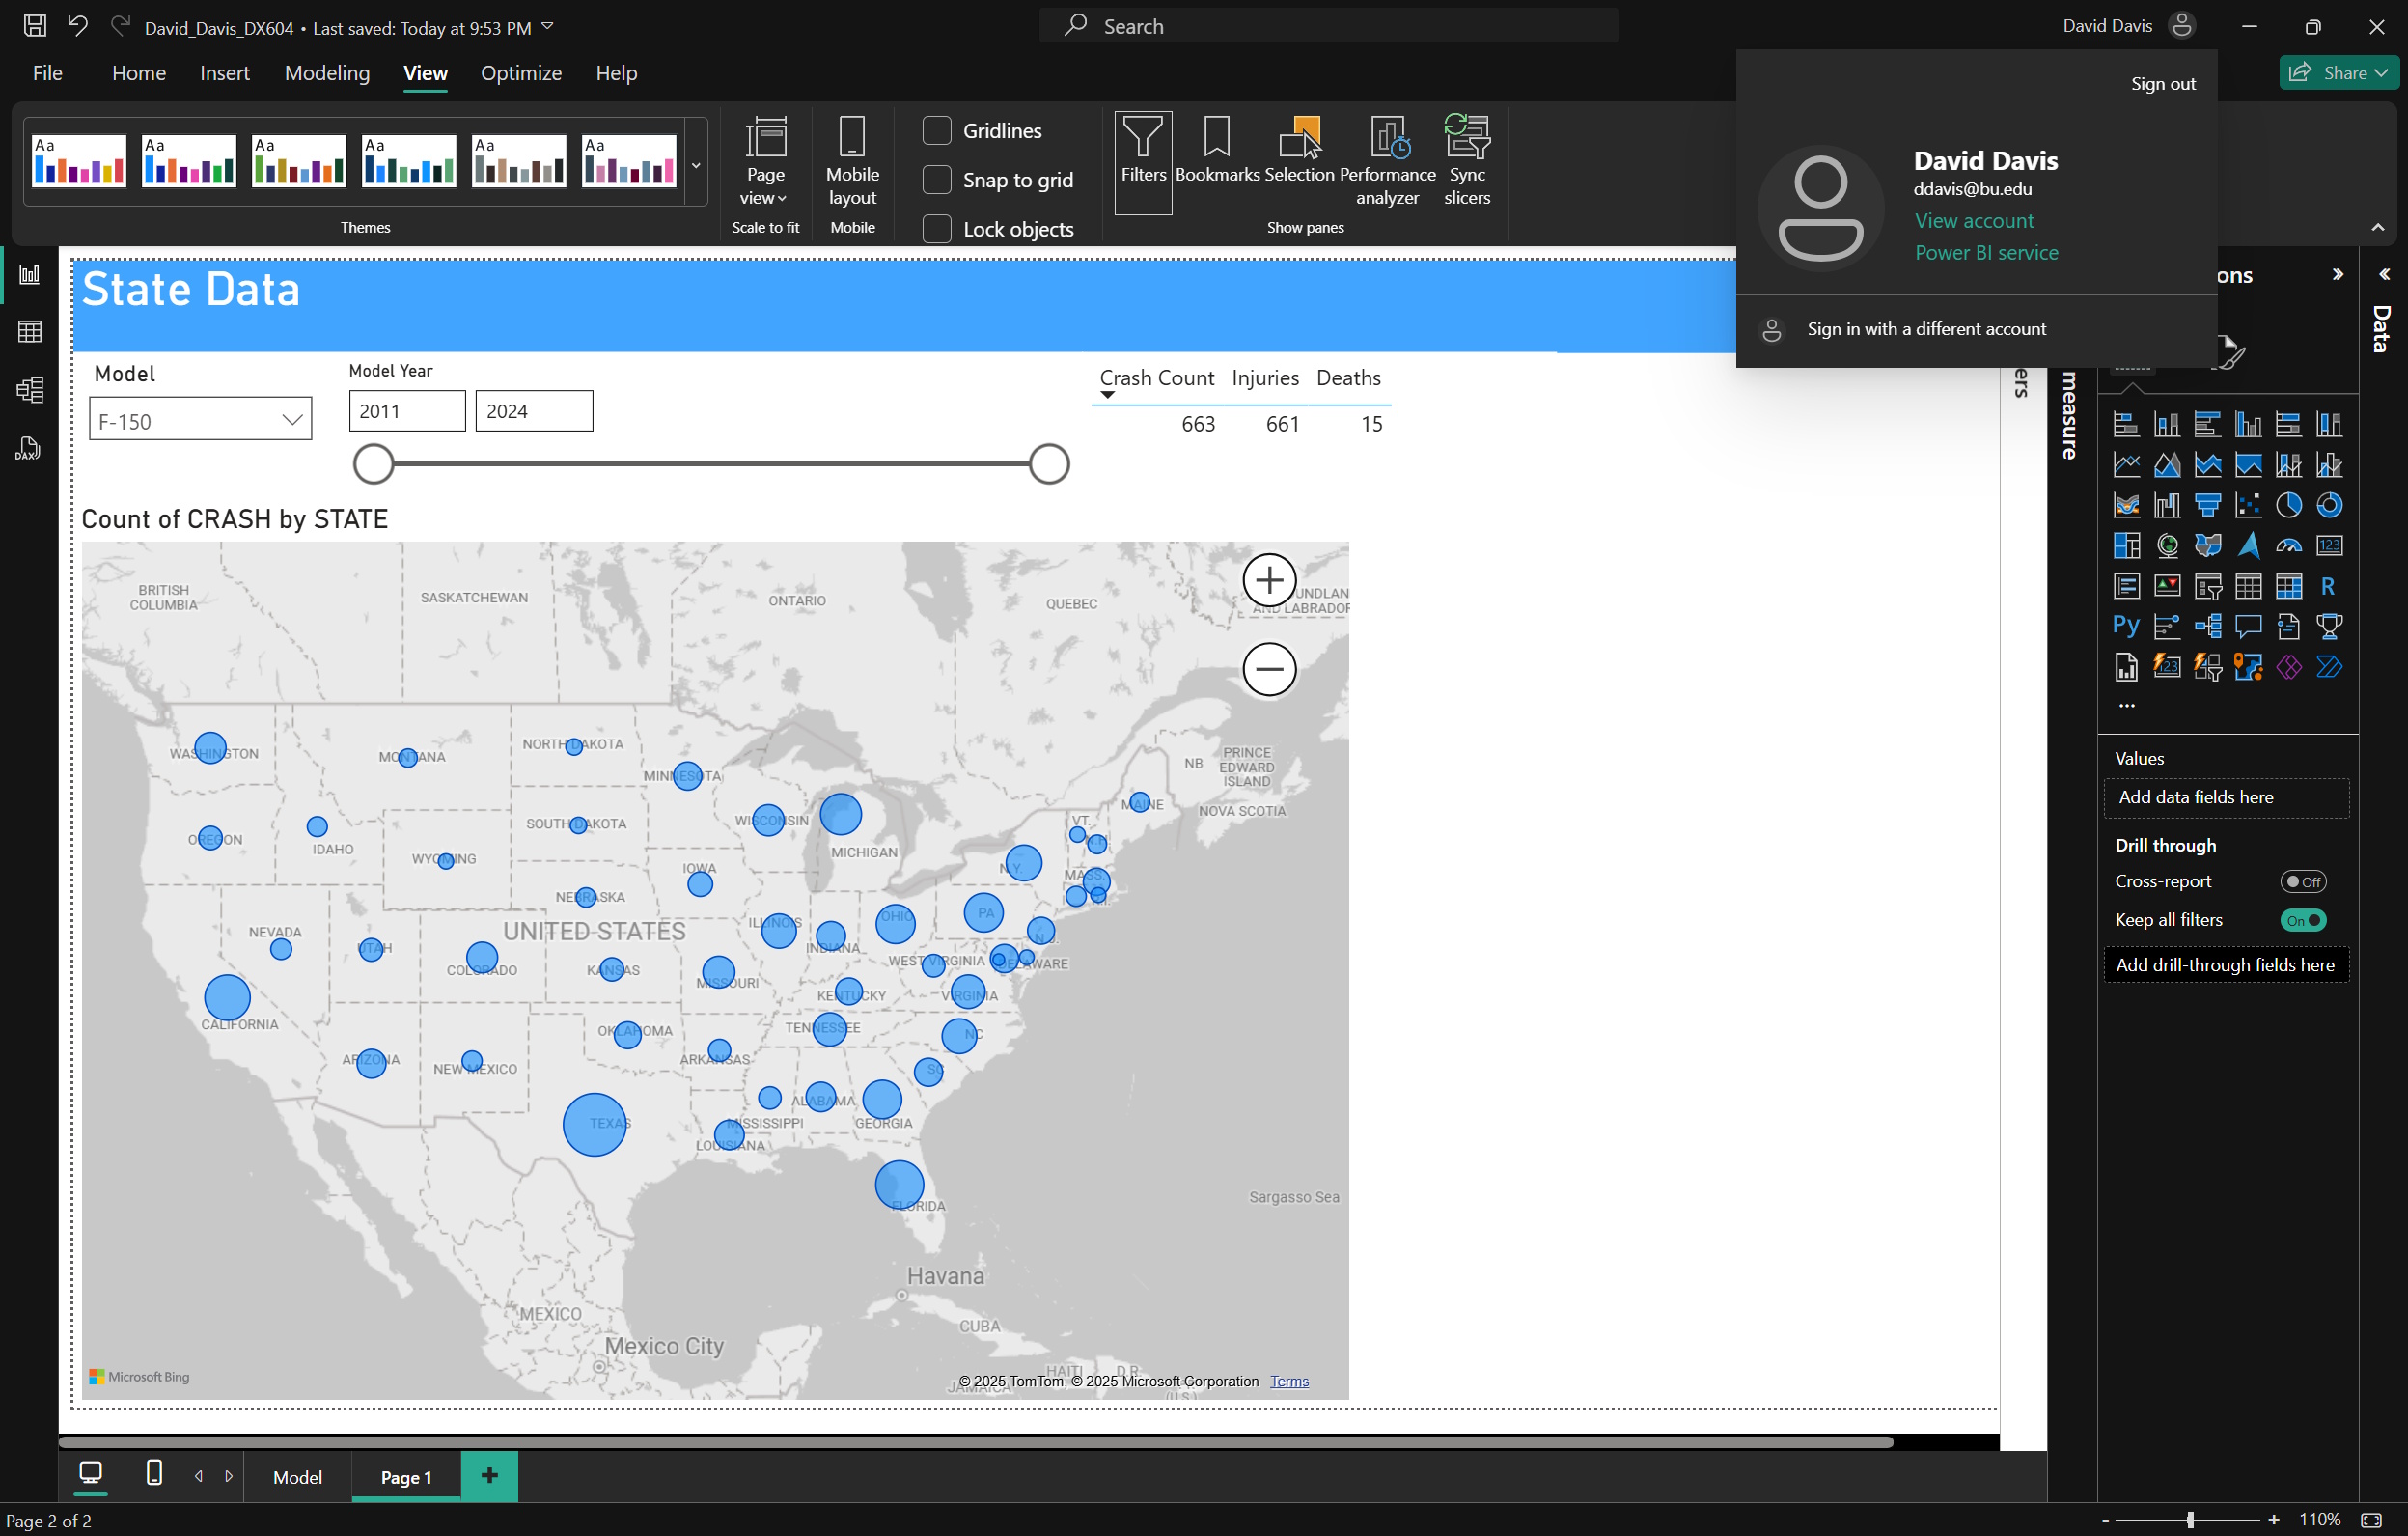 David_Davis_DX604 • Last saved: Today at 9:53 PM
Search
David Davis
File Home Insert Modeling View Optimize Help
Share
Sign out
David Davis
ddavis@bu.edu
View account
Power BI service
Sign in with a different account
Aa Aa Aa Aa Aa Aa
Themes
Page view
Scale to fit
Mobile layout
Mobile
Gridlines
Snap to grid
Lock objects
Filters Bookmarks Selection Performance analyzer Sync slicers
Show panes
State Data
Model
F-150
Model Year
2011 2024
Crash Count Injuries Deaths
663 661 15
Count of CRASH by STATE
BRITISH COLUMBIA
SASKATCHEWAN
ONTARIO
QUEBEC
UNDLAN
AND LABRADOR
WASHINGTON
MONTANA
NORTH DAKOTA
MINNESOTA
NB
PRINCE EDWARD ISLAND
NOVA SCOTIA
MAINE
VT.
N.H.
OREGON
IDAHO
WYOMING
SOUTH DAKOTA
WISCONSIN
MICHIGAN
IOWA
N.Y.
MASS.
R.I.
NEBRASKA
NEVADA
UTAH
UNITED STATES
ILLINOIS
INDIANA
OHIO
PA
N.J.
COLORADO
KANSAS
MISSOURI
WEST VIRGINIA
DELAWARE
KENTUCKY
VIRGINIA
CALIFORNIA
ARIZONA
NEW MEXICO
OKLAHOMA
ARKANSAS
TENNESSEE
NC
SC
TEXAS
LOUISIANA
MISSISSIPPI
ALABAMA
GEORGIA
FLORIDA
Sargasso Sea
Havana
MEXICO
CUBA
Mexico City
HAITI
D.R.
JAMAICA
(U.S.)
Microsoft Bing
© 2025 TomTom, © 2025 Microsoft Corporation Terms
ers
measure
ons
Data
123
R
Py
123
Values
Add data fields here
Drill through
Cross-report
Off
Keep all filters
On
Add drill-through fields here
DAX
Model
Page 1
Page 2 of 2
110%